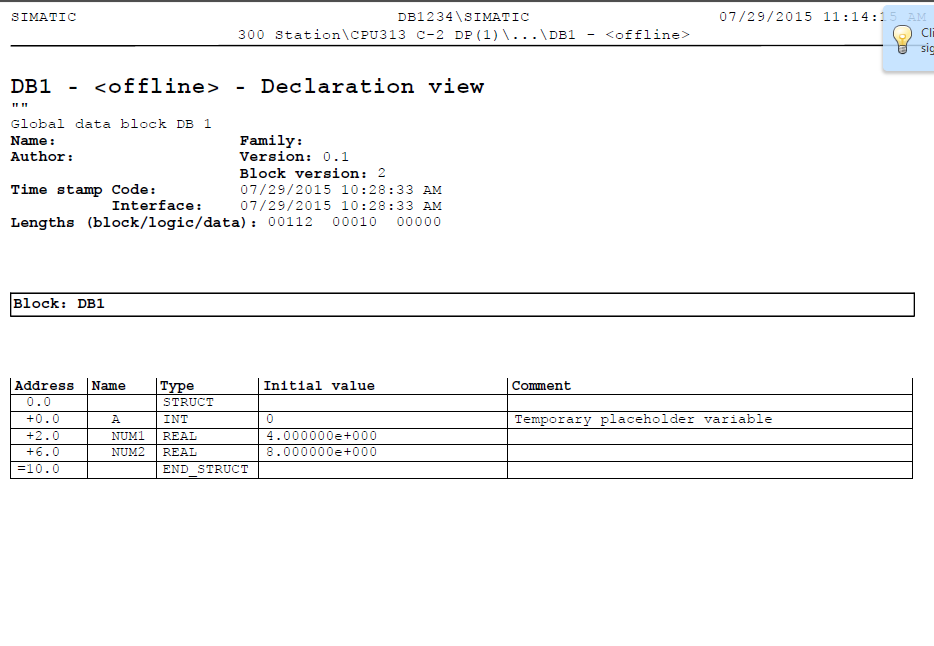 SIMATIC DB1234\SIMATIC 07/29/2015 11:14:15 AM
300 Station\CPU313 C-2 DP(1)\...\DB1 - <offline>
DB1 - <offline> - Declaration view
""
Global data block DB 1
Name: Family:
Author: Version: 0.1
Block version: 2
Time stamp Code: 07/29/2015 10:28:33 AM
Interface: 07/29/2015 10:28:33 AM
Lengths (block/logic/data): 00112 00010 00000
Block: DB1
Address Name Type Initial value Comment
0.0 STRUCT
+0.0 A INT 0 Temporary placeholder variable
+2.0 NUM1 REAL 4.000000e+000
+6.0 NUM2 REAL 8.000000e+000
=10.0 END_STRUCT